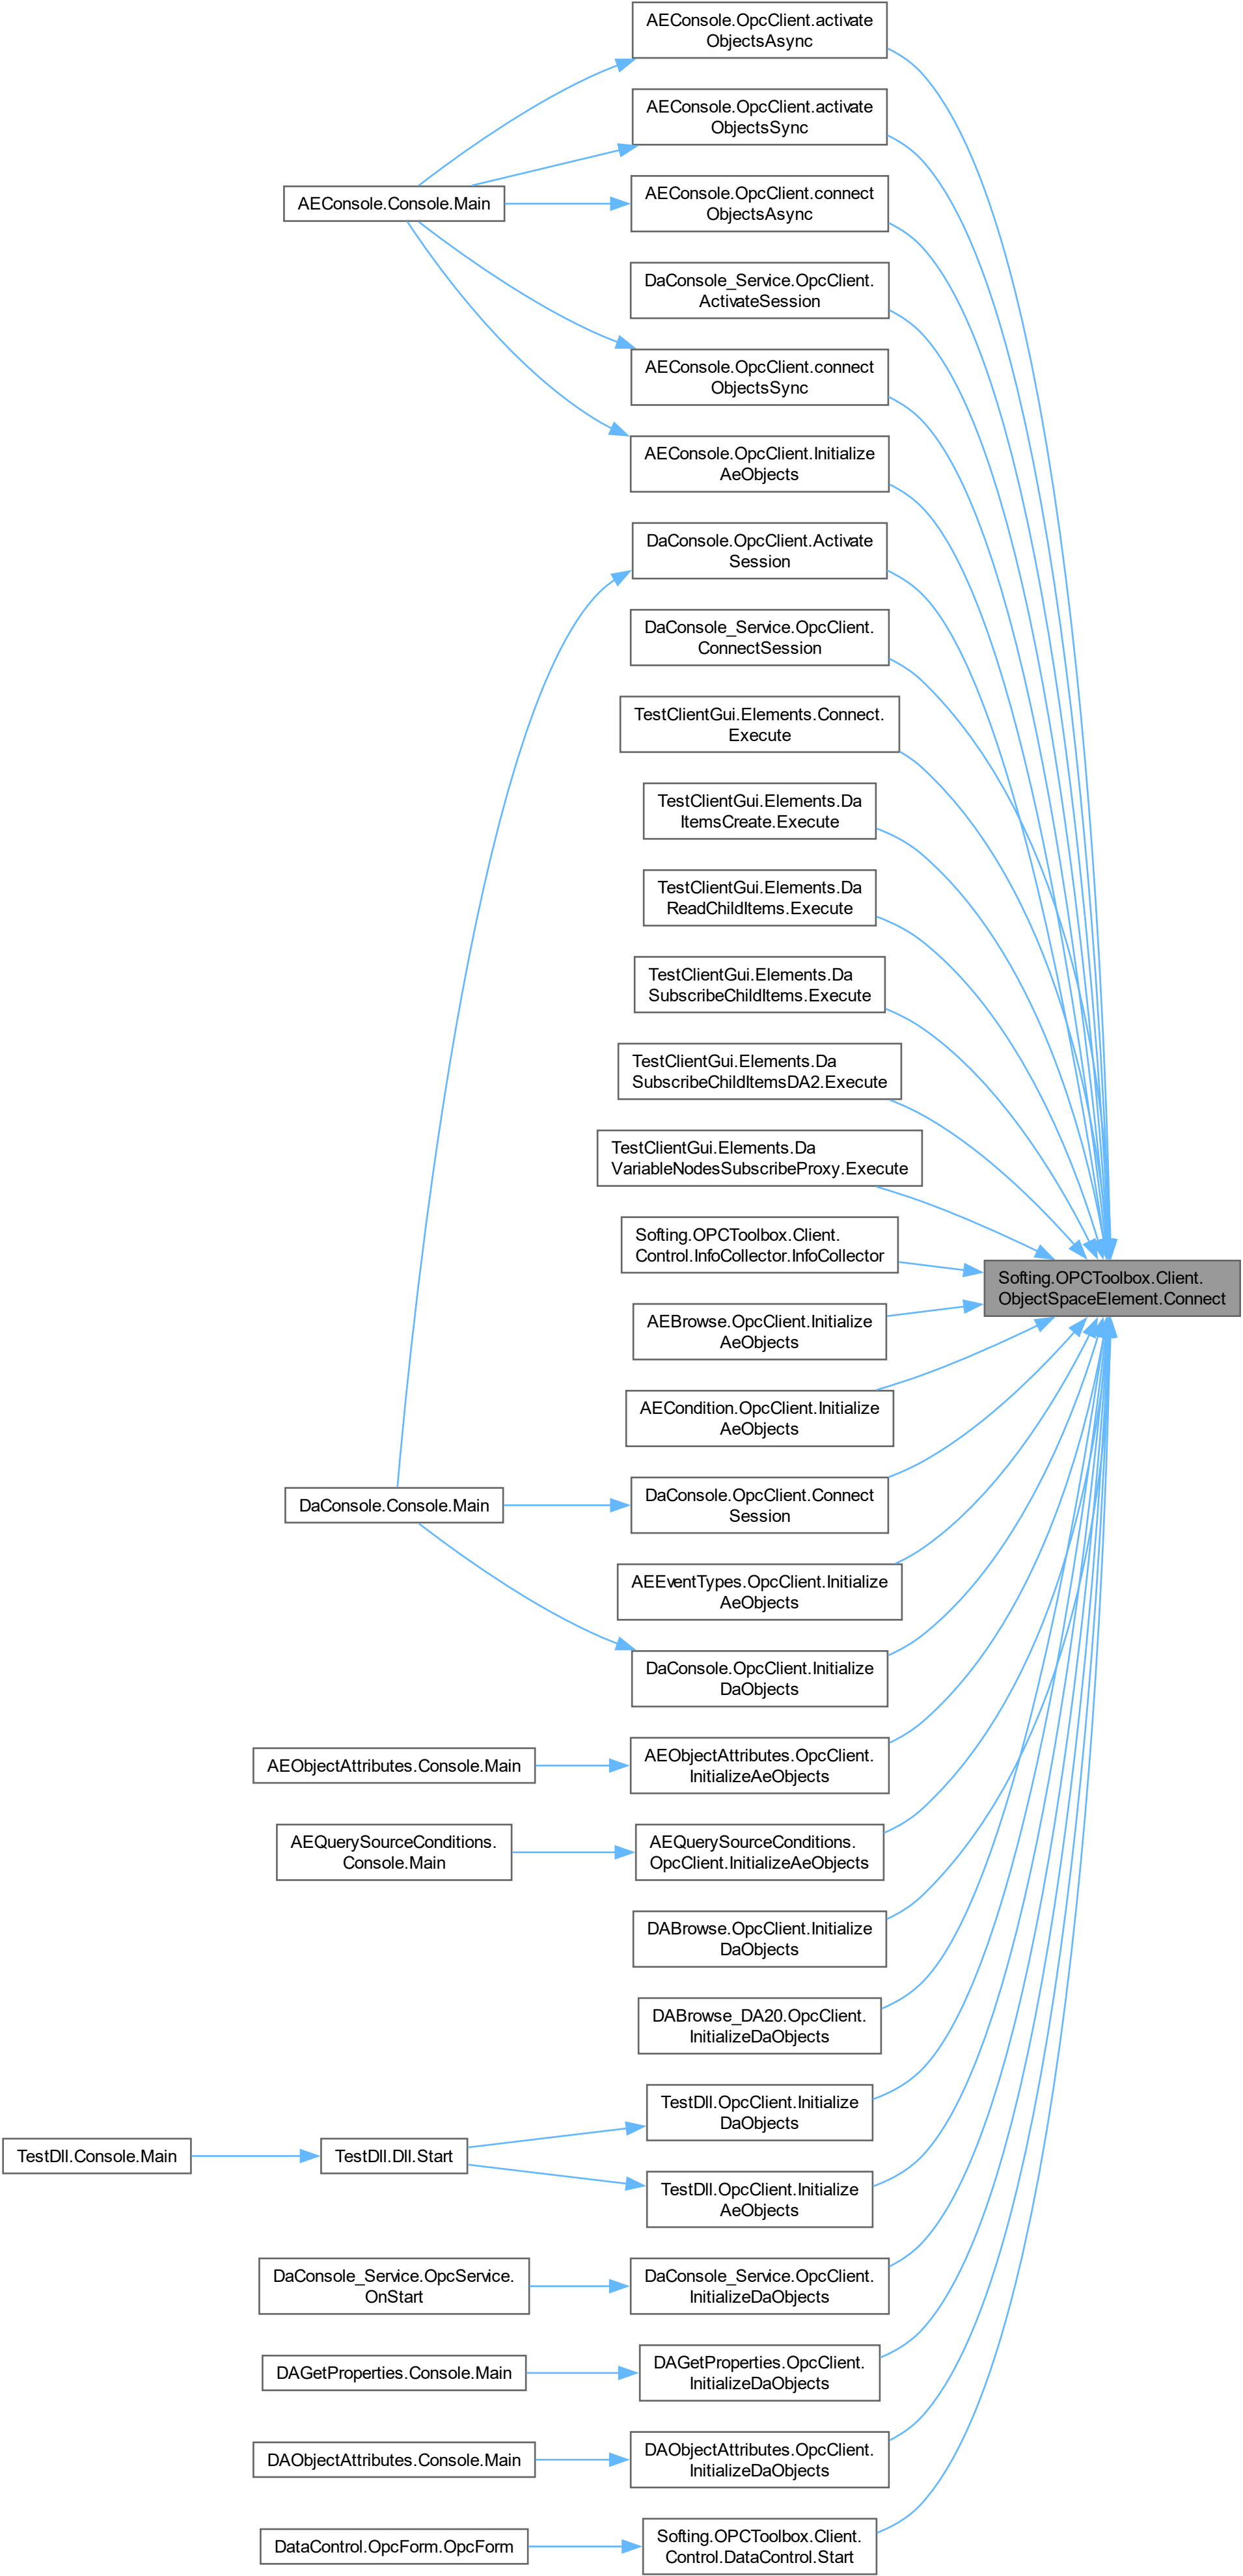 AEConsole.OpcClient.activate
ObjectsAsync
AEConsole.OpcClient.activate
ObjectsSync
AEConsole.Console.Main
AEConsole.OpcClient.connect
ObjectsAsync
DaConsole_Service.OpcClient.
ActivateSession
AEConsole.OpcClient.connect
ObjectsSync
AEConsole.OpcClient.Initialize
AeObjects
DaConsole.OpcClient.Activate
Session
DaConsole_Service.OpcClient.
ConnectSession
TestClientGui.Elements.Connect.
Execute
TestClientGui.Elements.Da
ItemsCreate.Execute
TestClientGui.Elements.Da
ReadChildItems.Execute
TestClientGui.Elements.Da
SubscribeChildItems.Execute
TestClientGui.Elements.Da
SubscribeChildItemsDA2.Execute
TestClientGui.Elements.Da
VariableNodesSubscribeProxy.Execute
Softing.OPCToolbox.Client.
Control.InfoCollector.InfoCollector
Softing.OPCToolbox.Client.
ObjectSpaceElement.Connect
AEBrowse.OpcClient.Initialize
AeObjects
AECondition.OpcClient.Initialize
AeObjects
DaConsole.Console.Main
DaConsole.OpcClient.Connect
Session
AEEventTypes.OpcClient.Initialize
AeObjects
DaConsole.OpcClient.Initialize
DaObjects
AEObjectAttributes.Console.Main
AEObjectAttributes.OpcClient.
InitializeAeObjects
AEQuerySourceConditions.
Console.Main
AEQuerySourceConditions.
OpcClient.InitializeAeObjects
DABrowse.OpcClient.Initialize
DaObjects
DABrowse_DA20.OpcClient.
InitializeDaObjects
TestDll.OpcClient.Initialize
DaObjects
TestDll.Console.Main
TestDll.Dll.Start
TestDll.OpcClient.Initialize
AeObjects
DaConsole_Service.OpcService.
OnStart
DaConsole_Service.OpcClient.
InitializeDaObjects
DAGetProperties.Console.Main
DAGetProperties.OpcClient.
InitializeDaObjects
DAObjectAttributes.Console.Main
DAObjectAttributes.OpcClient.
InitializeDaObjects
DataControl.OpcForm.OpcForm
Softing.OPCToolbox.Client.
Control.DataControl.Start